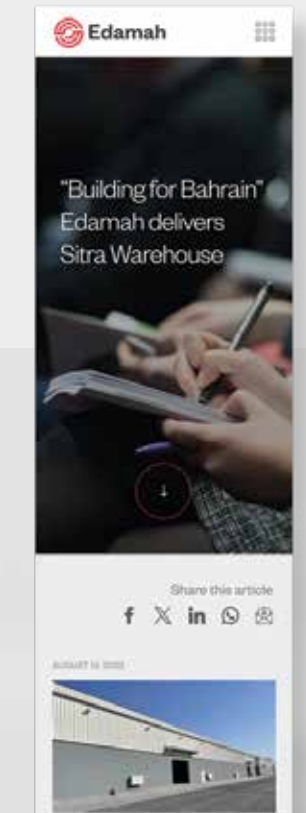 Edamah
"Building for Bahrain"
Edamah delivers
Sitra Warehouse
Share this article